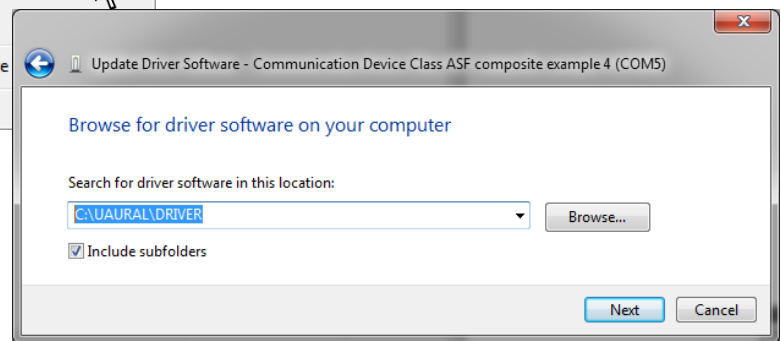 e
Update Driver Software - Communication Device Class ASF composite example 4 (COM5)
Browse for driver software on your computer
Search for driver software in this location:
C:\UAURAL\DRIVER
Browse...
Include subfolders
Next
Cancel